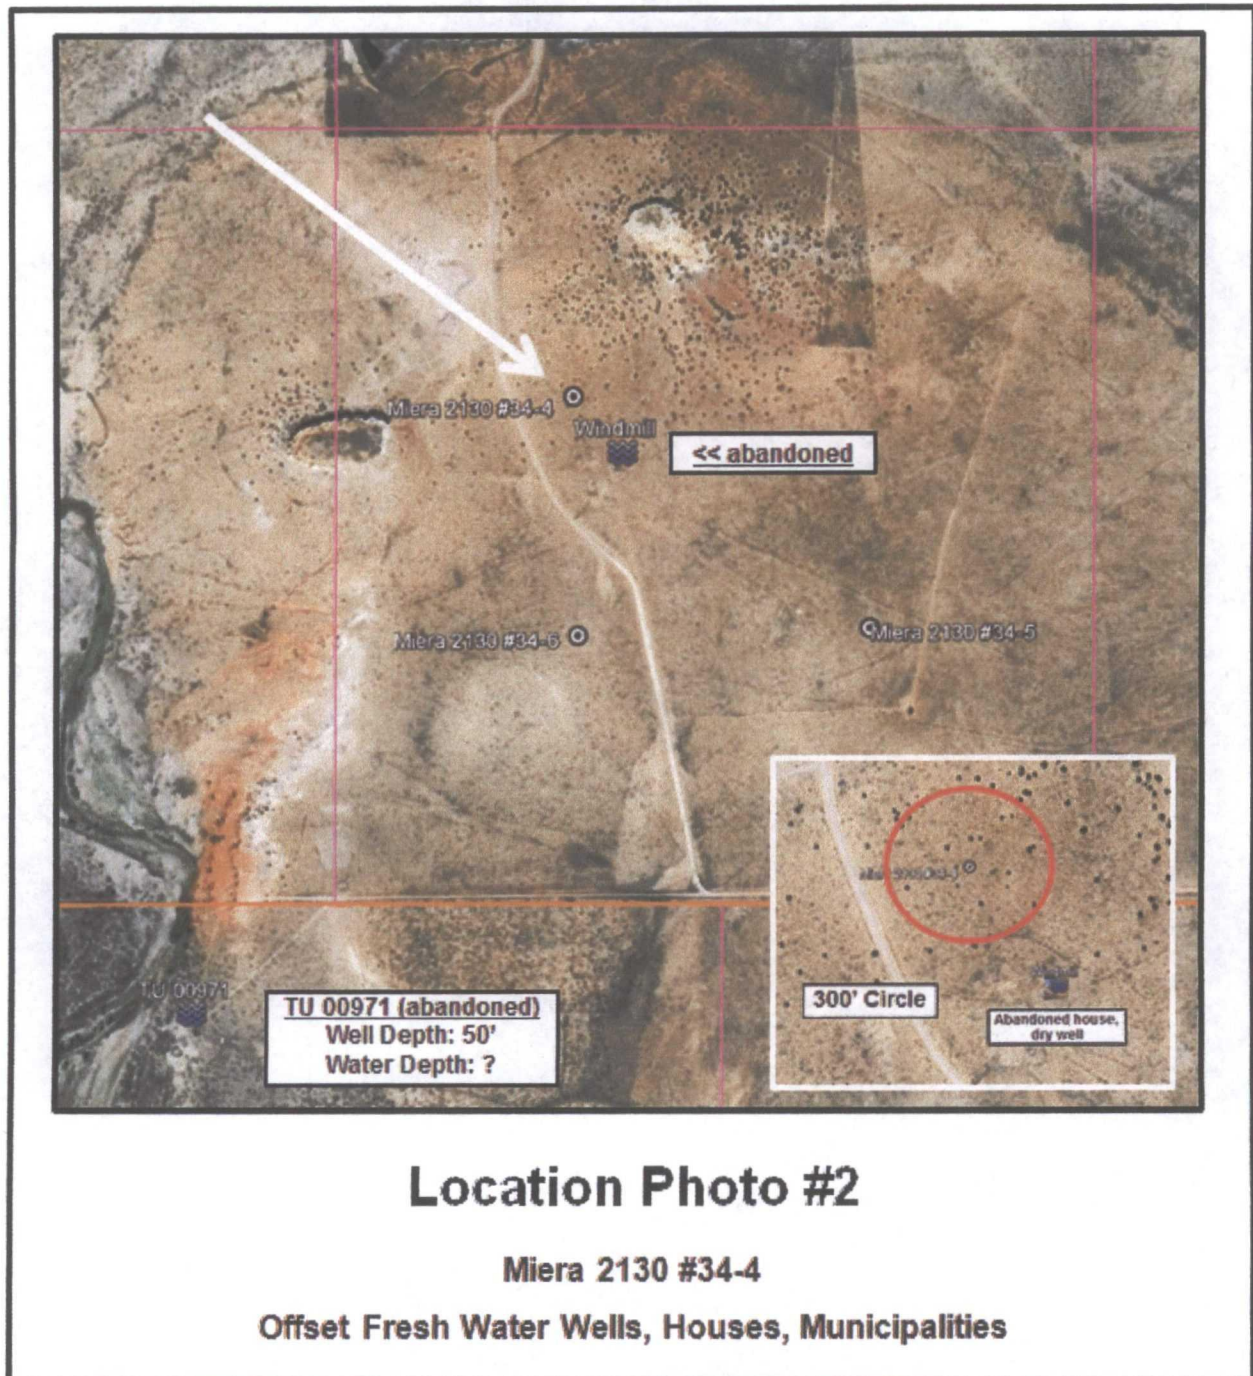 Miera 2130 #34-4
Windmill
<< abandoned
Miera 2130 #34-6
Miera 2130 #34-5
TU 00971
TU 00971 (abandoned)
Well Depth: 50'
Water Depth: ?
300' Circle
Abandoned house,
dry well
Location Photo #2
Miera 2130 #34-4
Offset Fresh Water Wells, Houses, Municipalities